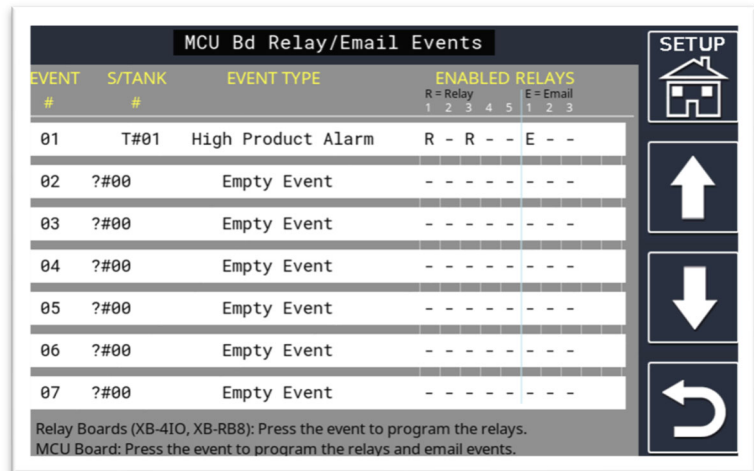 MCU Bd Relay/Email Events
SETUP
EVENT S/TANK EVENT TYPE ENABLED RELAYS
# # R = Relay E = Email
1 2 3 4 5 1 2 3
01 T#01 High Product Alarm R - R - - E - -
02 ?#00 Empty Event - - - - - - - -
03 ?#00 Empty Event - - - - - - - -
04 ?#00 Empty Event - - - - - - - -
05 ?#00 Empty Event - - - - - - - -
06 ?#00 Empty Event - - - - - - - -
07 ?#00 Empty Event - - - - - - - -
Relay Boards (XB-4IO, XB-RB8): Press the event to program the relays.
MCU Board: Press the event to program the relays and email events.